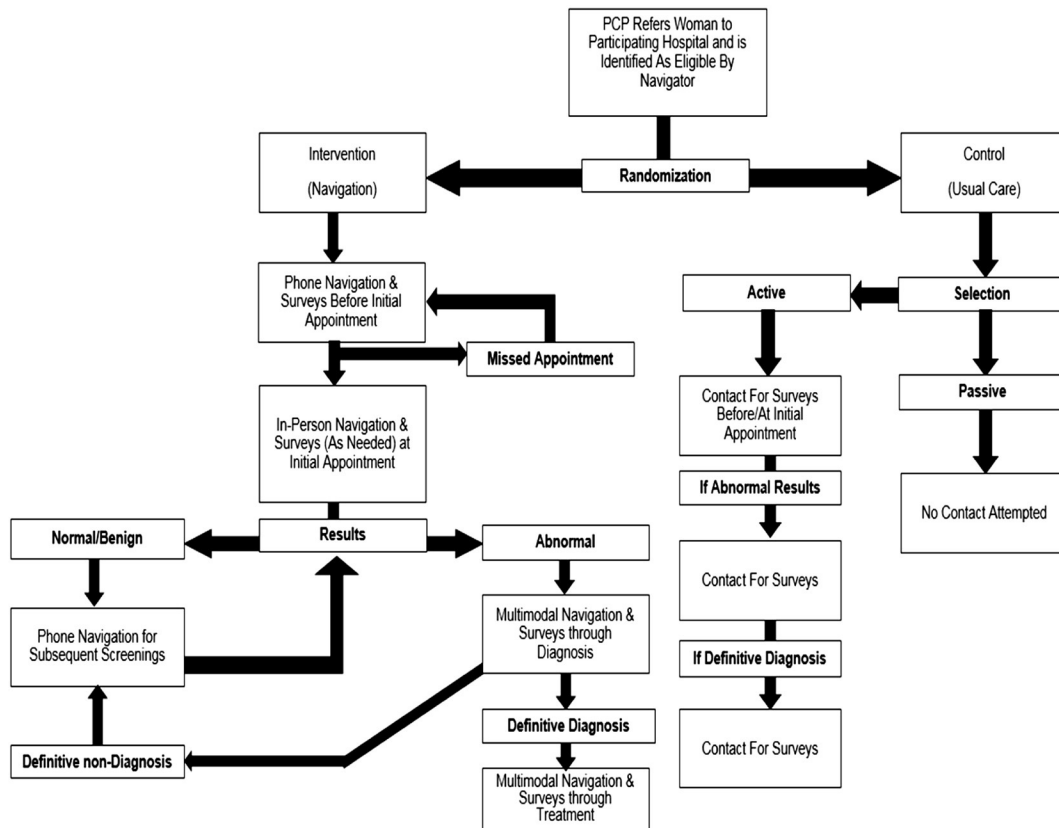 PCP Refers Woman to
Participating Hospital and is
Identified As Eligible By
Navigator
Intervention
(Navigation)
Randomization
Control
(Usual Care)
Phone Navigation &
Surveys Before Initial
Appointment
Missed Appointment
In-Person Navigation &
Surveys (As Needed) at
Initial Appointment
Normal/Benign
Results
Abnormal
Phone Navigation for
Subsequent Screenings
Multimodal Navigation &
Surveys through
Diagnosis
Definitive non-Diagnosis
Definitive Diagnosis
Multimodal Navigation &
Surveys through
Treatment
Active
Selection
Contact For Surveys
Before/At Initial
Appointment
Passive
If Abnormal Results
No Contact Attempted
Contact For Surveys
If Definitive Diagnosis
Contact For Surveys